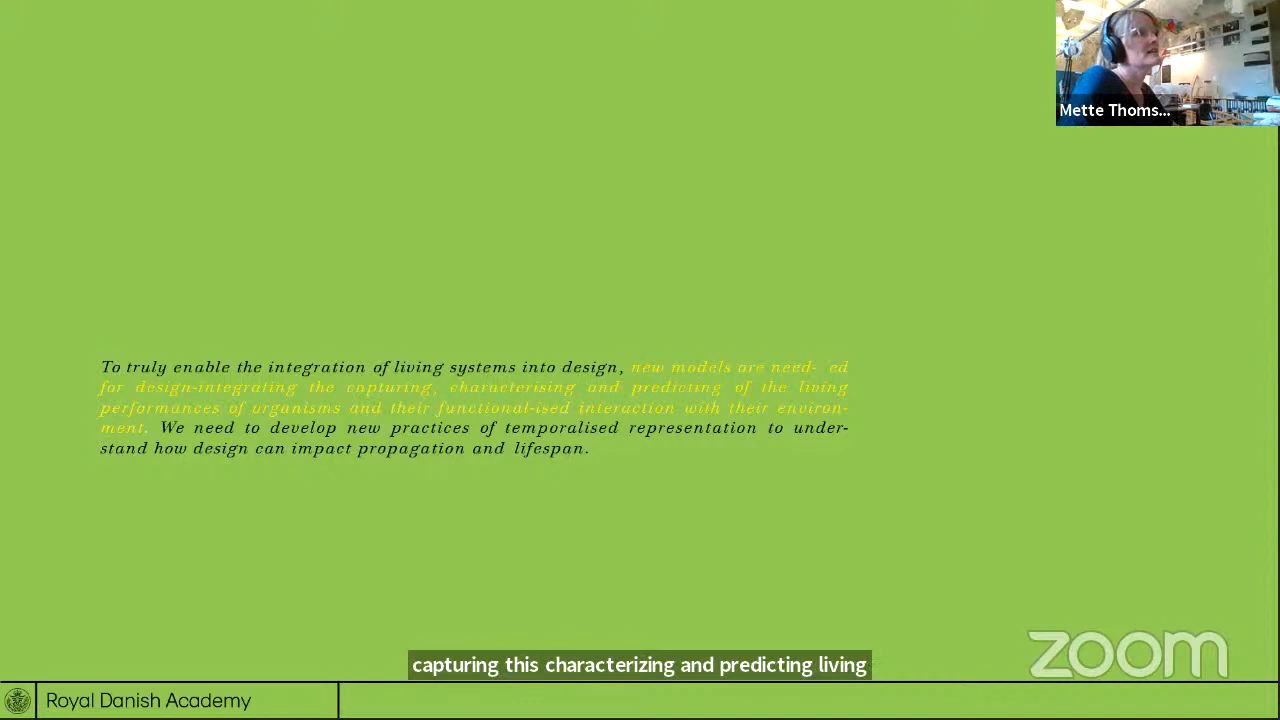 Mette Thoms...
To truly enable the integration of living systems into design, new models are need- ed
for design-integrating the capturing, characterising and predicting of the living
performances of organisms and their functional-ised interaction with their environ-
ment. We need to develop new practices of temporalised representation to under-
stand how design can impact propagation and lifespan.
zoom
capturing this characterizing and predicting living
Royal Danish Academy